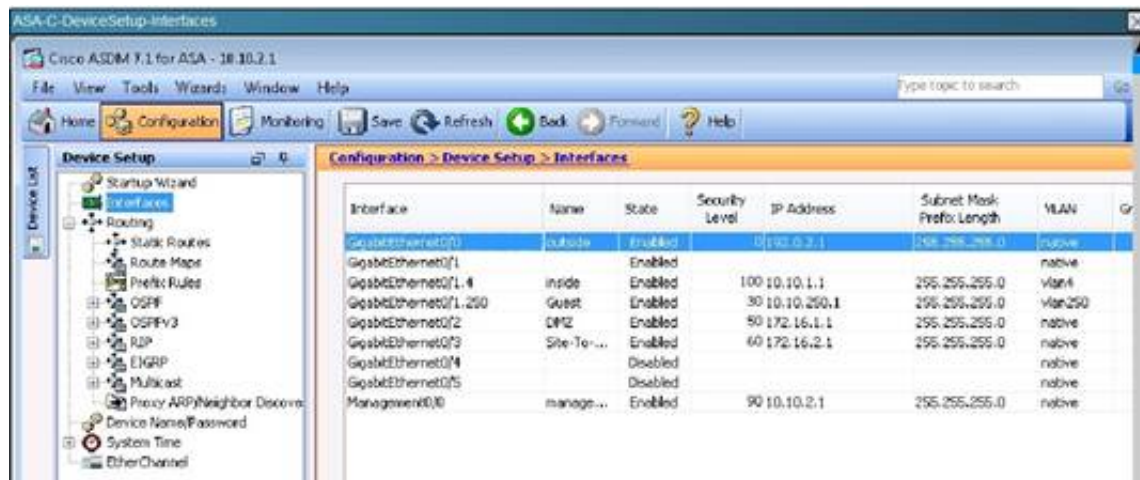 ASA-C-DeviceSetup-Interfaces
Cisco ASDM 7.1 for ASA - 10.10.2.1
File View Tools Wizards Window Help
Type topic to search Go
Home Configuration Monitoring Save Refresh Back Forward Help
Device List
Device Setup
Startup Wizard
Interfaces
Routing
Static Routes
Route Maps
Prefix Rules
OSPF
OSPFv3
RIP
EIGRP
Multicast
Proxy ARP/Neighbor Discove
Device Name/Password
System Time
EtherChannel
Configuration > Device Setup > Interfaces
Interface Name State Security Level IP Address Subnet Mask Prefix Length VLAN Gr
GigabitEthernet0/0 outside Enabled 0 192.0.2.1 255.255.255.0 native
GigabitEthernet0/1 Enabled native
GigabitEthernet0/1.4 inside Enabled 100 10.10.1.1 255.255.255.0 vlan4
GigabitEthernet0/1.250 Guest Enabled 30 10.10.250.1 255.255.255.0 vlan250
GigabitEthernet0/2 DMZ Enabled 50 172.16.1.1 255.255.255.0 native
GigabitEthernet0/3 Site-To-... Enabled 60 172.16.2.1 255.255.255.0 native
GigabitEthernet0/4 Disabled native
GigabitEthernet0/5 Disabled native
Management0/0 manage... Enabled 90 10.10.2.1 255.255.255.0 native